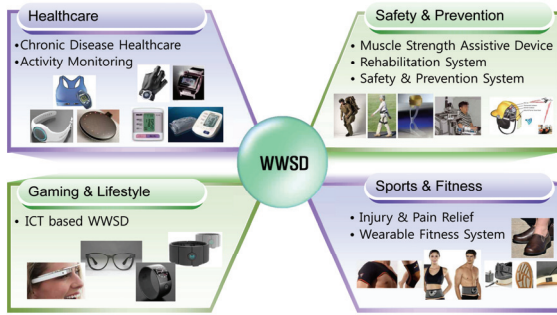 Healthcare
•Chronic Disease Healthcare
•Activity Monitoring
Safety & Prevention
• Muscle Strength Assistive Device
• Rehabilitation System
• Safety & Prevention System
WWSD
Gaming & Lifestyle
• ICT based WWSD
Sports & Fitness
• Injury & Pain Relief
• Wearable Fitness System